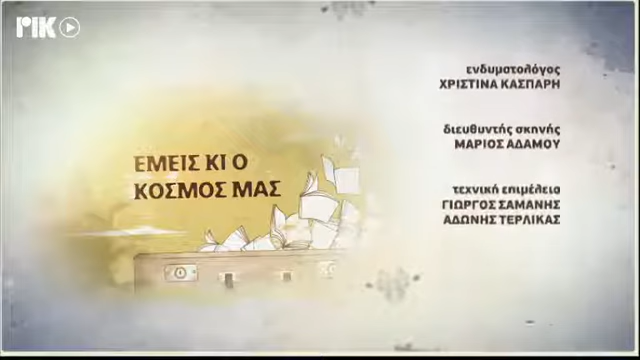 ΡΙΚ
ΕΜΕΙΣ ΚΙ Ο
ΚΟΣΜΟΣ ΜΑΣ
ενδυματολόγος
ΧΡΙΣΤΙΝΑ ΚΑΣΠΑΡΗ
διευθυντής σκηνής
ΜΑΡΙΟΣ ΑΔΑΜΟΥ
τεχνική επιμέλεια
ΓΙΩΡΓΟΣ ΣΑΜΑΝΗΣ
ΑΔΩΝΗΣ ΤΕΡΛΙΚΑΣ